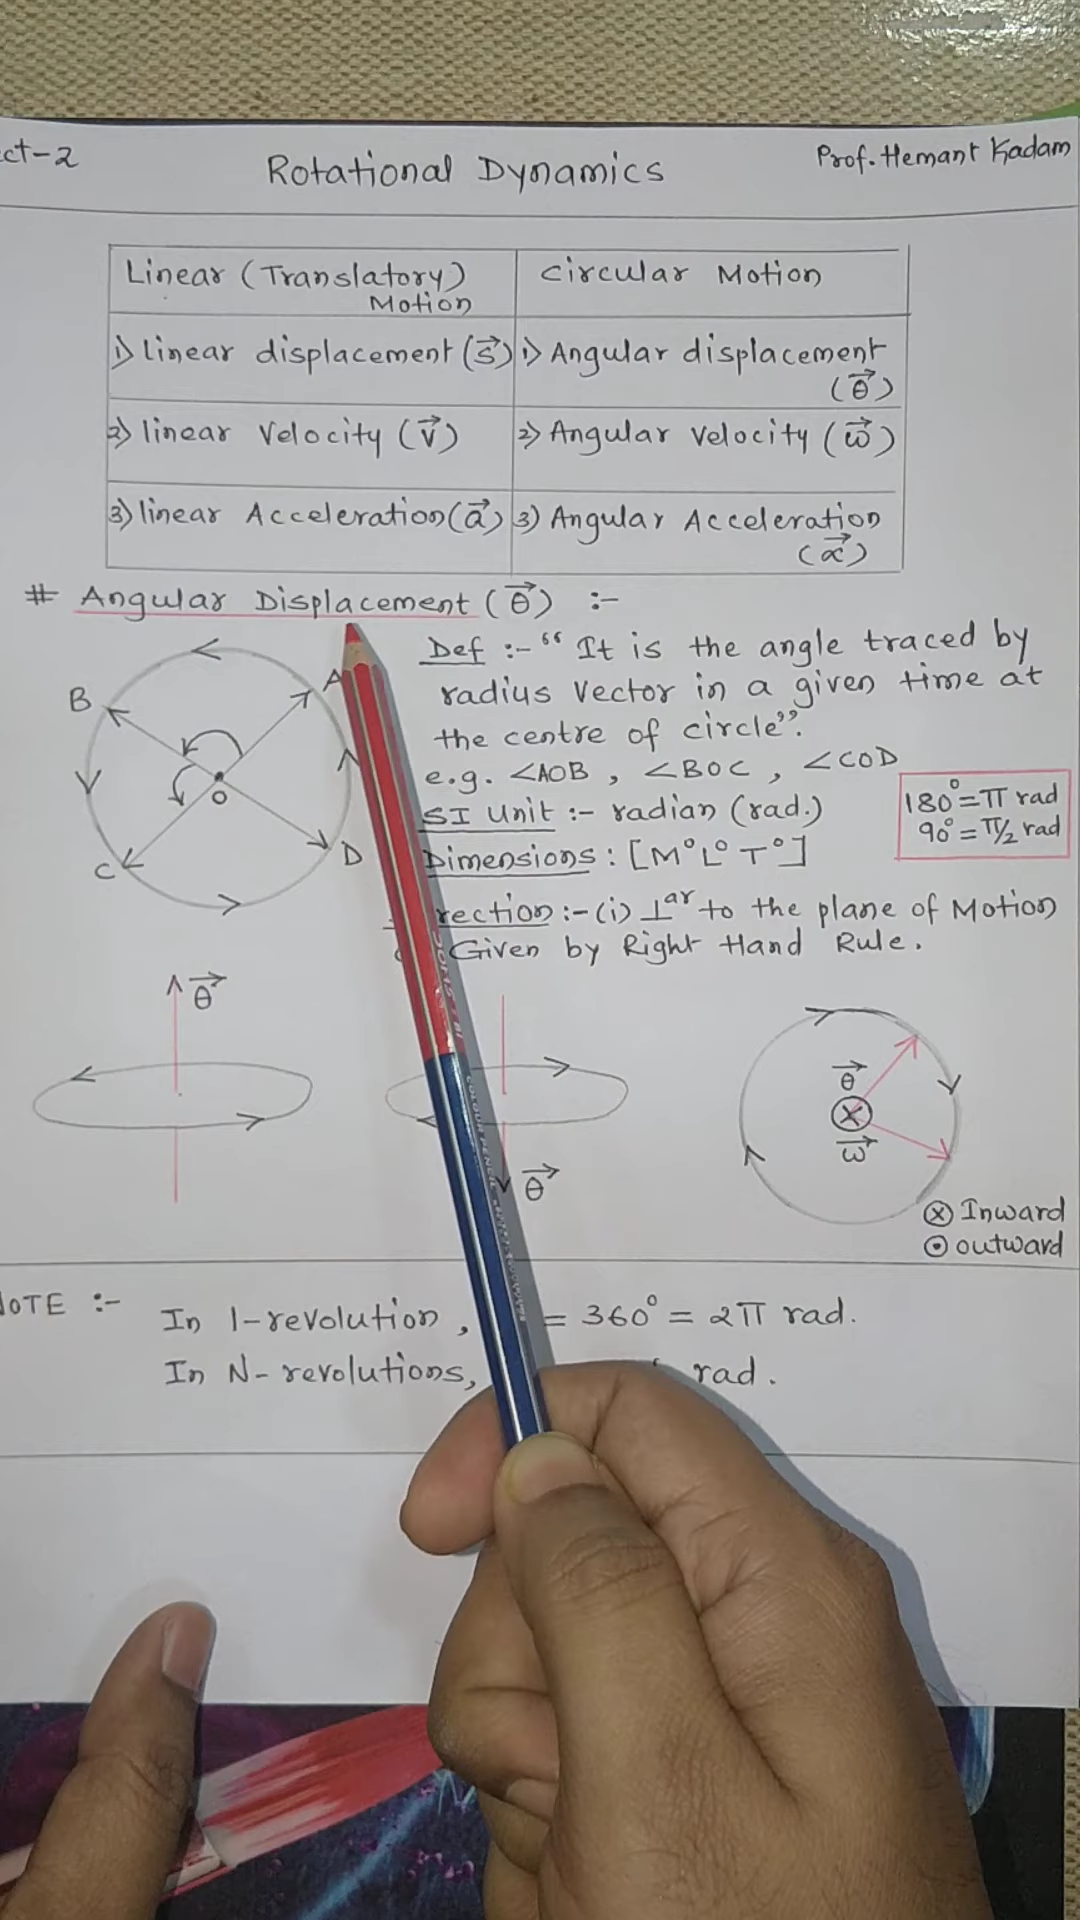 ct-2
Rotational Dynamics
Prof. Hemant Kadam
Linear (Translatory) Motion
Circular Motion
1) linear displacement (s⃗)
1) Angular displacement (θ⃗)
2) linear Velocity (v⃗)
2) Angular Velocity (ω⃗)
3) linear Acceleration (a⃗)
3) Angular Acceleration (α⃗)
# Angular Displacement (θ⃗) :-
Def :- “ It is the angle traced by
radius vector in a given time at
the centre of circle”.
e.g. ∠AOB , ∠BOC , ∠COD
SI Unit :- radian (rad.)
180° = π rad
90° = π/2 rad
Dimensions : [M° L° T°]
rection :- (i) ⊥ar to the plane of Motion
Given by Right Hand Rule.
A
B
O
C
D
θ⃗
θ⃗
θ⃗
ω⃗
⊗ Inward
⊙ outward
NOTE :-
In 1-revolution , = 360° = 2π rad.
In N- revolutions, rad.